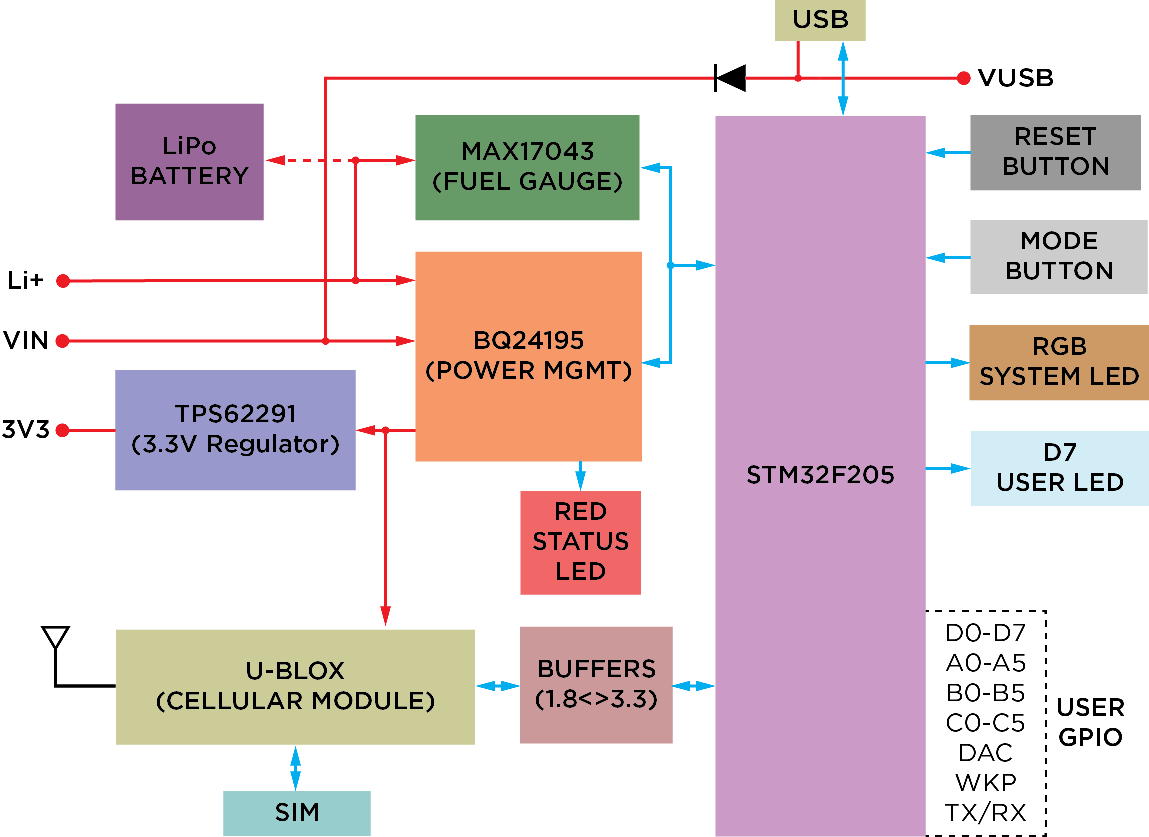 USB
VUSB
LiPo
BATTERY
MAX17043
(FUEL GAUGE)
RESET
BUTTON
MODE
BUTTON
Li+
VIN
BQ24195
(POWER MGMT)
RGB
SYSTEM LED
3V3
TPS62291
(3.3V Regulator)
STM32F205
D7
USER LED
RED
STATUS
LED
U-BLOX
(CELLULAR MODULE)
BUFFERS
(1.8<>3.3)
D0-D7
A0-A5
B0-B5
C0-C5
DAC
WKP
TX/RX
USER
GPIO
SIM